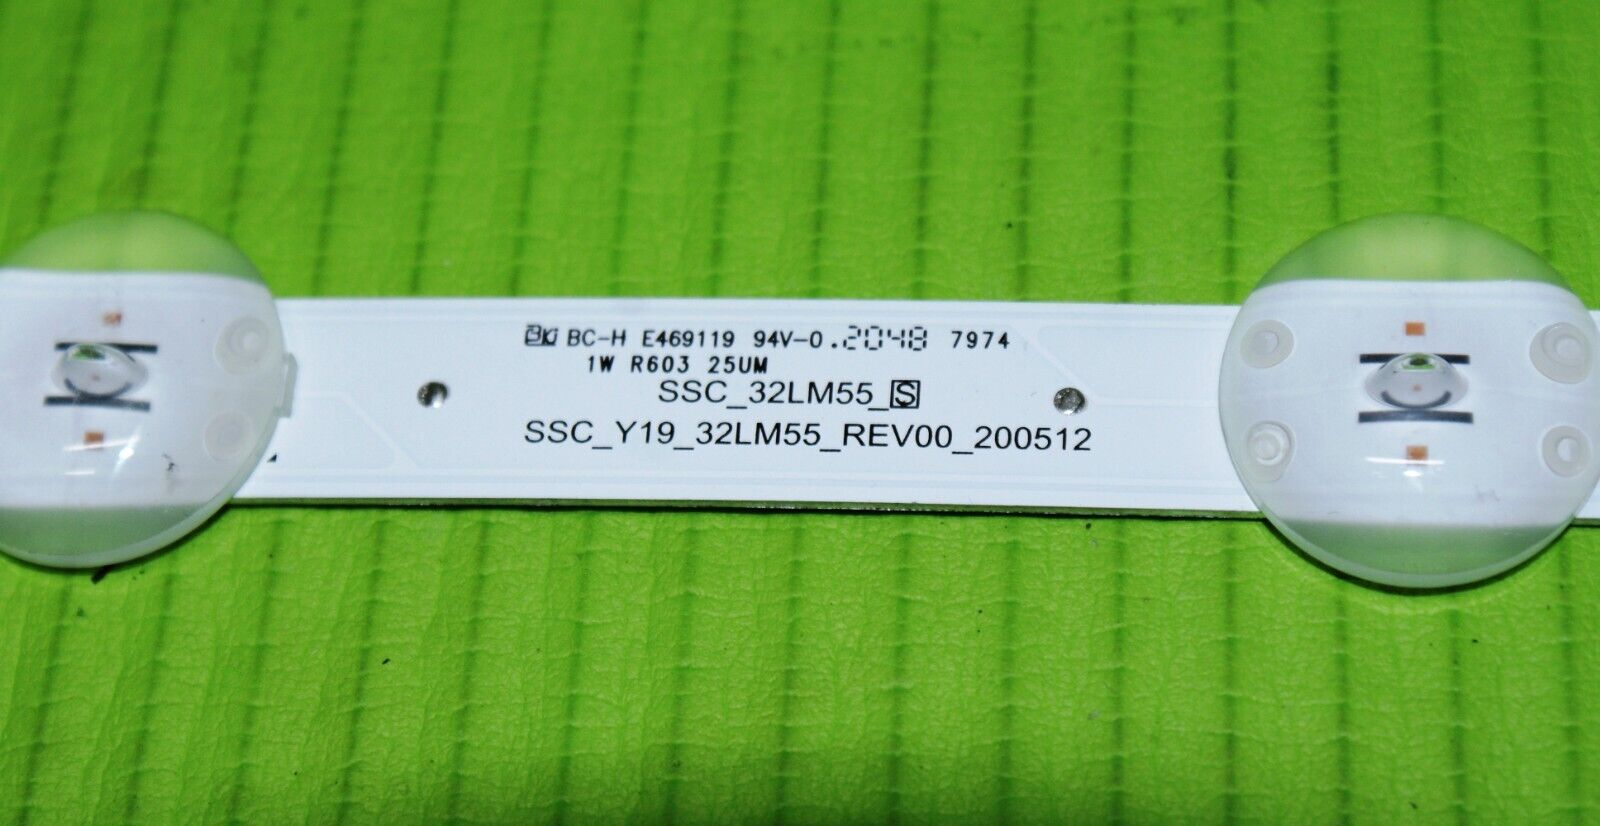 BC-H E469119 94V-0 .2048 7974
1W R603 25UM
SSC_32LM55_S
SSC_Y19_32LM55_REV00_200512